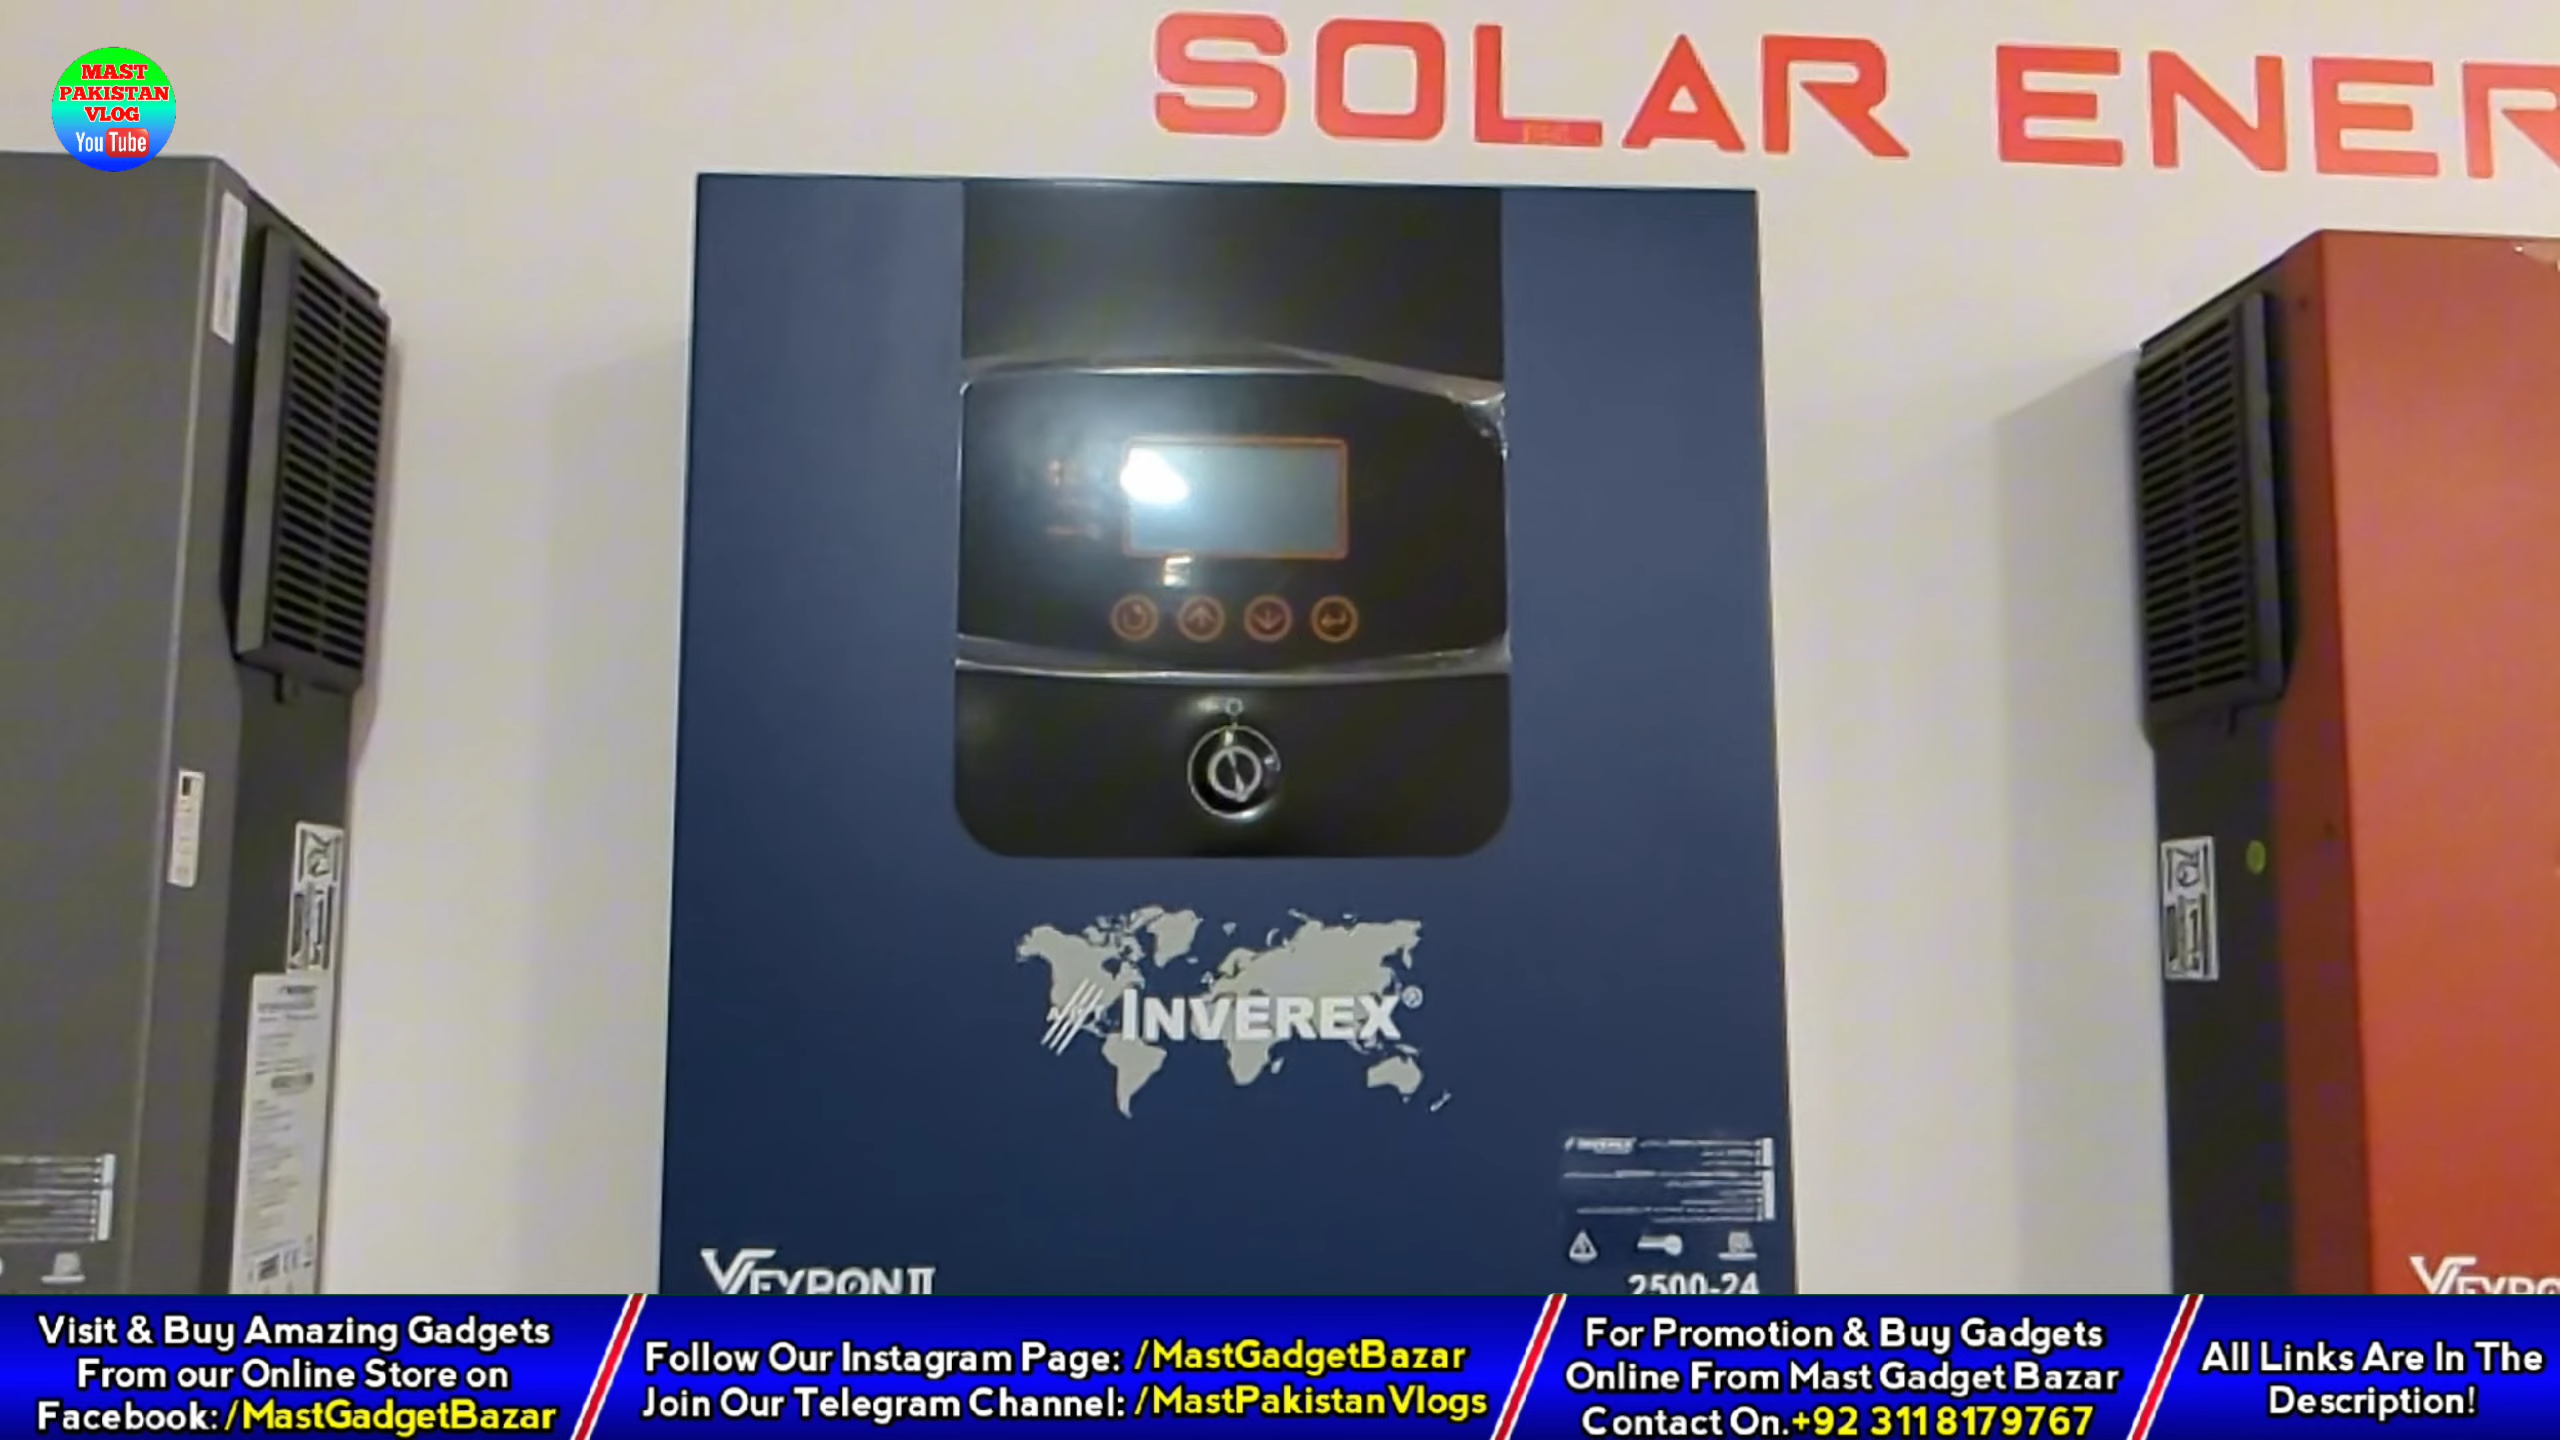 MAST
PAKISTAN
VLOG
YouTube
SOLAR ENER
INVEREX®
VEYRON II
2500-24
VEYRO
Visit & Buy Amazing Gadgets
From our Online Store on
Facebook: /MastGadgetBazar
Follow Our Instagram Page: /MastGadgetBazar
Join Our Telegram Channel: /MastPakistanVlogs
For Promotion & Buy Gadgets
Online From Mast Gadget Bazar
Contact On.+92 3118179767
All Links Are In The
Description!